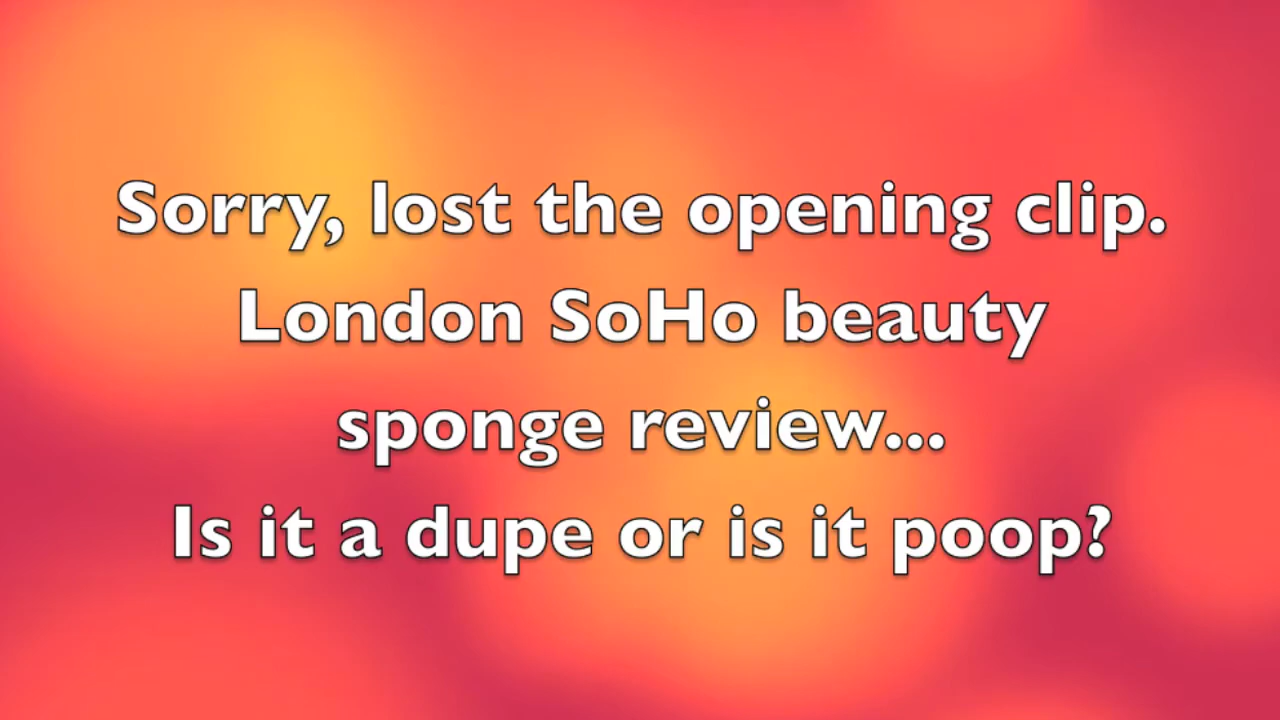 Sorry, lost the opening clip.
London SoHo beauty
sponge review...
Is it a dupe or is it poop?